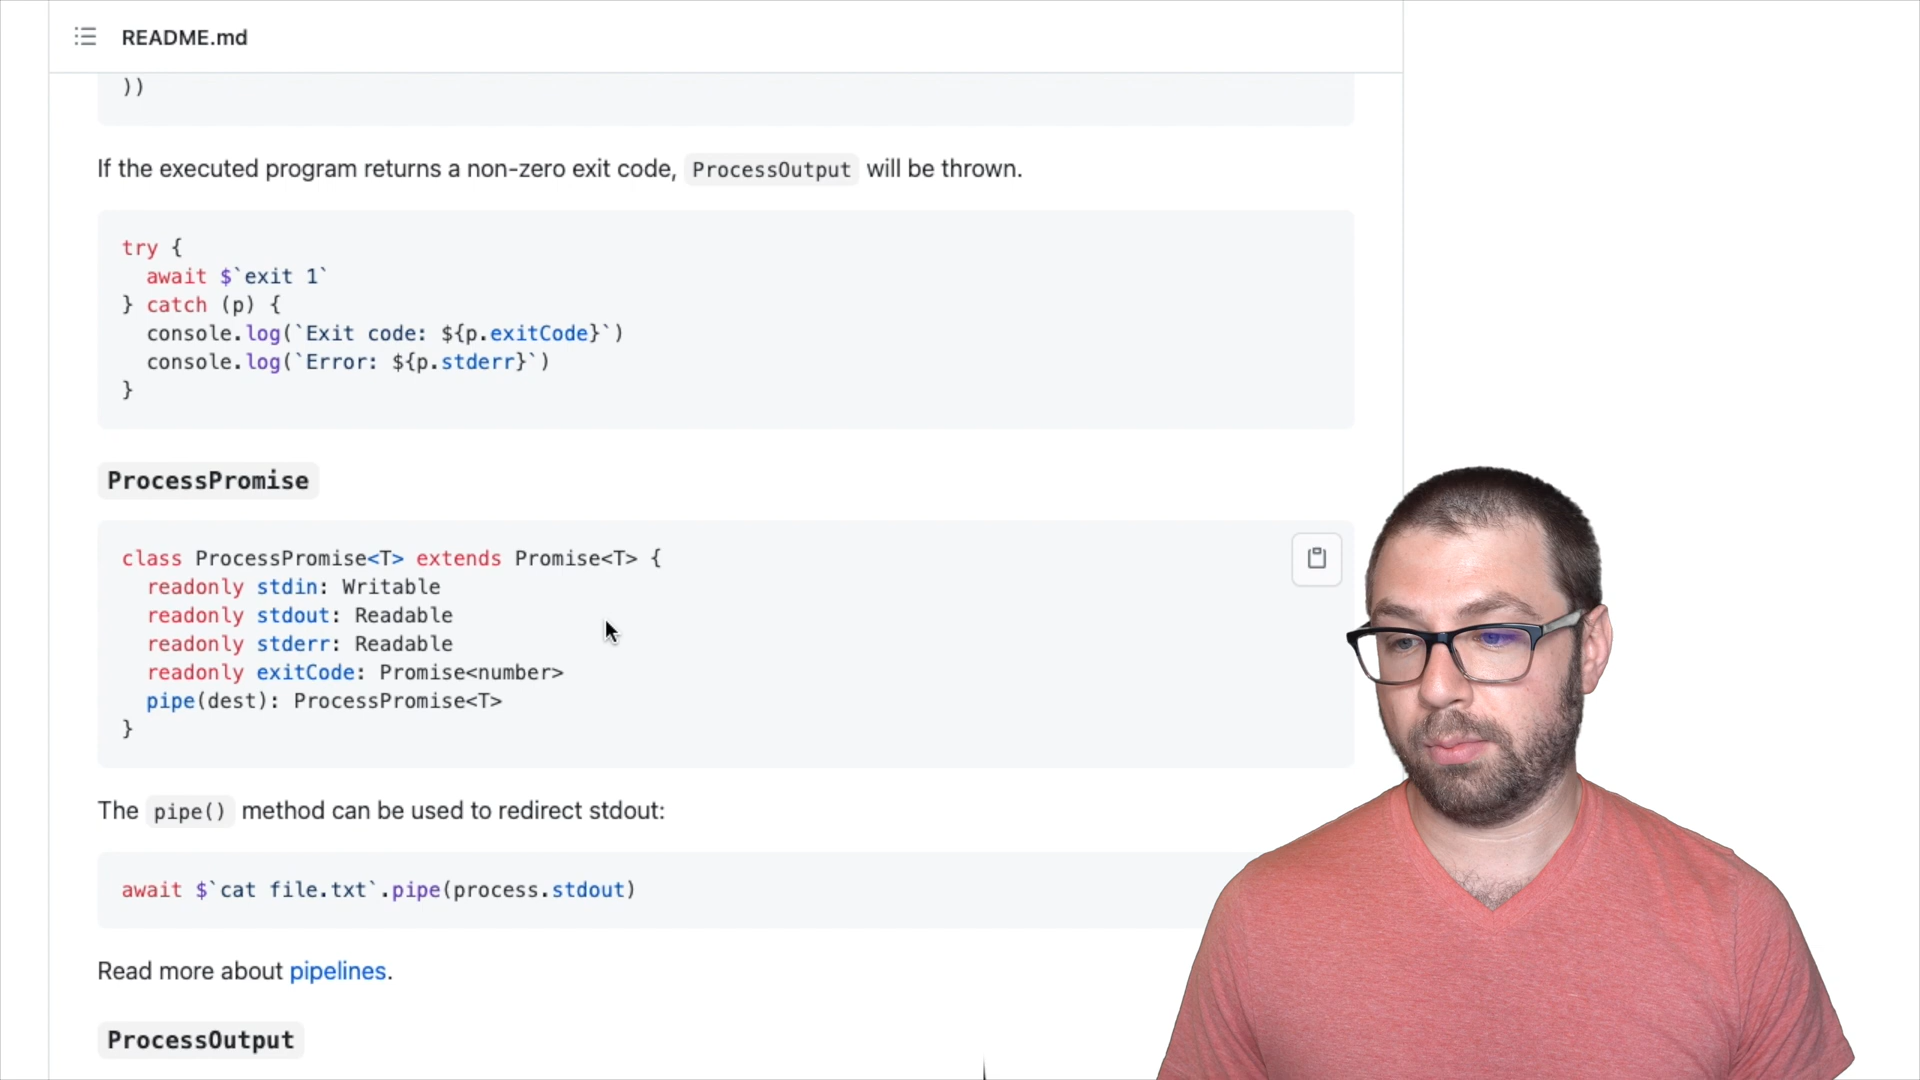 README.md
))
If the executed program returns a non-zero exit code, ProcessOutput will be thrown.
try {
  await $`exit 1`
} catch (p) {
  console.log(`Exit code: ${p.exitCode}`)
  console.log(`Error: ${p.stderr}`)
}
ProcessPromise
class ProcessPromise<T> extends Promise<T> {
  readonly stdin: Writable
  readonly stdout: Readable
  readonly stderr: Readable
  readonly exitCode: Promise<number>
  pipe(dest): ProcessPromise<T>
}
The pipe() method can be used to redirect stdout:
await $`cat file.txt`.pipe(process.stdout)
Read more about pipelines.
ProcessOutput